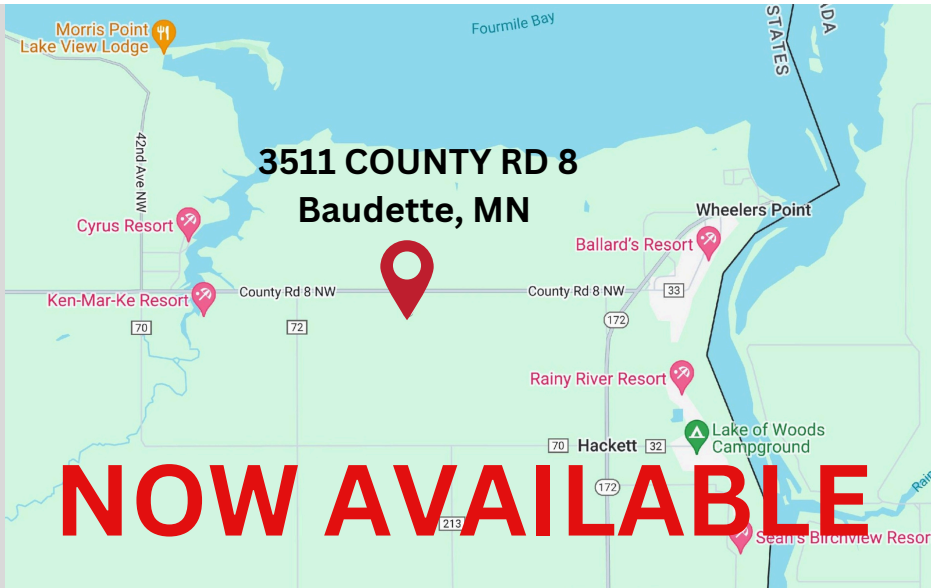 Fourmile Bay
STATES
ADA
Morris Point
Lake View Lodge
42nd Ave NW
3511 COUNTY RD 8
Baudette, MN
Wheelers Point
Cyrus Resort
Ballard's Resort
Ken-Mar-Ke Resort
County Rd 8 NW
County Rd 8 NW
33
70
72
172
Rainy River Resort
Lake of Woods
Campground
70
Hackett
32
172
NOW AVAILABLE
213
Sean's Birchview Resor
Rain